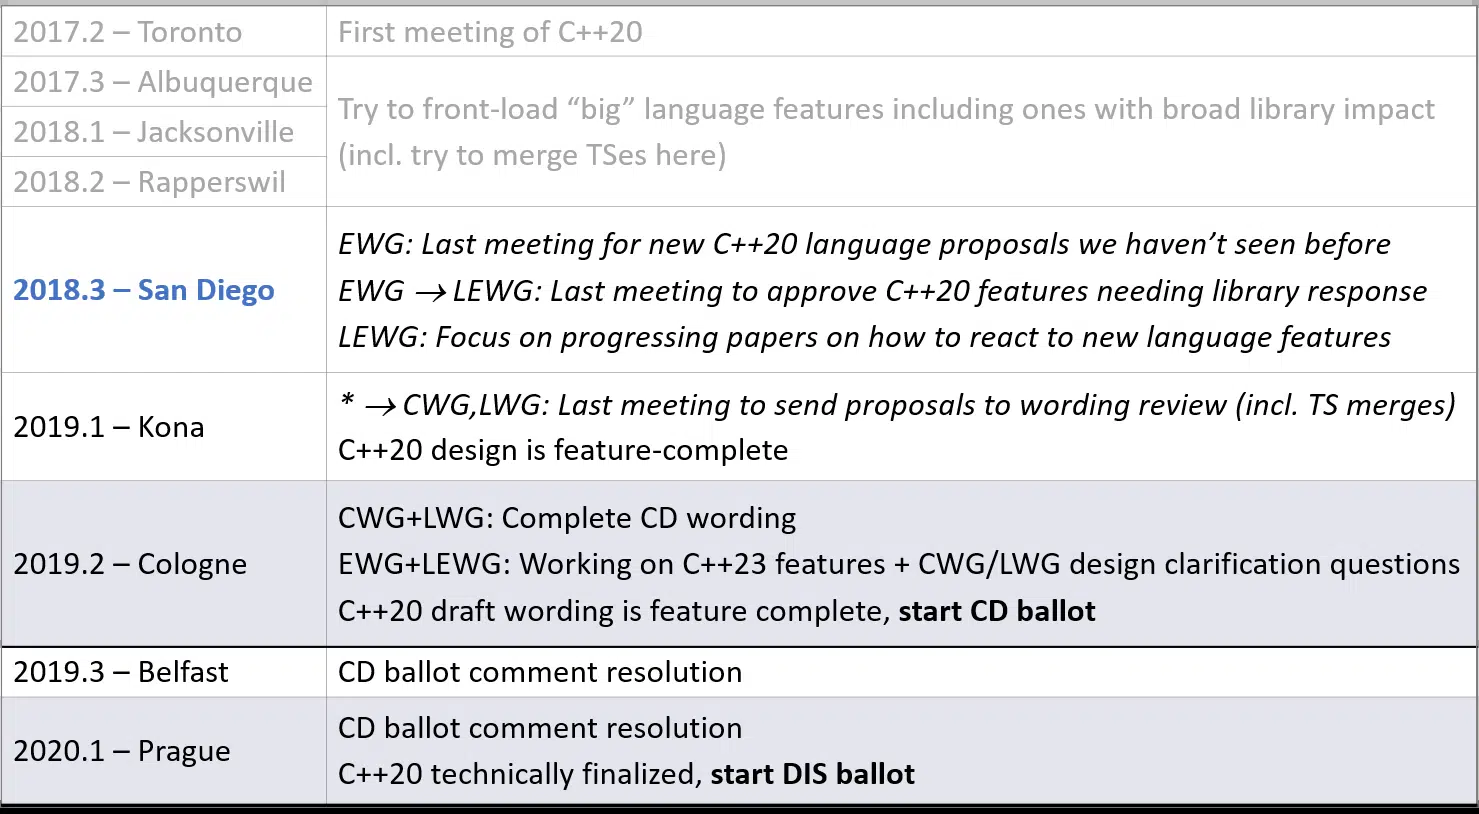 2017.2 – Toronto
First meeting of C++20
2017.3 – Albuquerque
2018.1 – Jacksonville
2018.2 – Rapperswil
Try to front-load “big” language features including ones with broad library impact
(incl. try to merge TSes here)
2018.3 – San Diego
EWG: Last meeting for new C++20 language proposals we haven’t seen before
EWG → LEWG: Last meeting to approve C++20 features needing library response
LEWG: Focus on progressing papers on how to react to new language features
2019.1 – Kona
* → CWG,LWG: Last meeting to send proposals to wording review (incl. TS merges)
C++20 design is feature-complete
2019.2 – Cologne
CWG+LWG: Complete CD wording
EWG+LEWG: Working on C++23 features + CWG/LWG design clarification questions
C++20 draft wording is feature complete, start CD ballot
2019.3 – Belfast
CD ballot comment resolution
2020.1 – Prague
CD ballot comment resolution
C++20 technically finalized, start DIS ballot